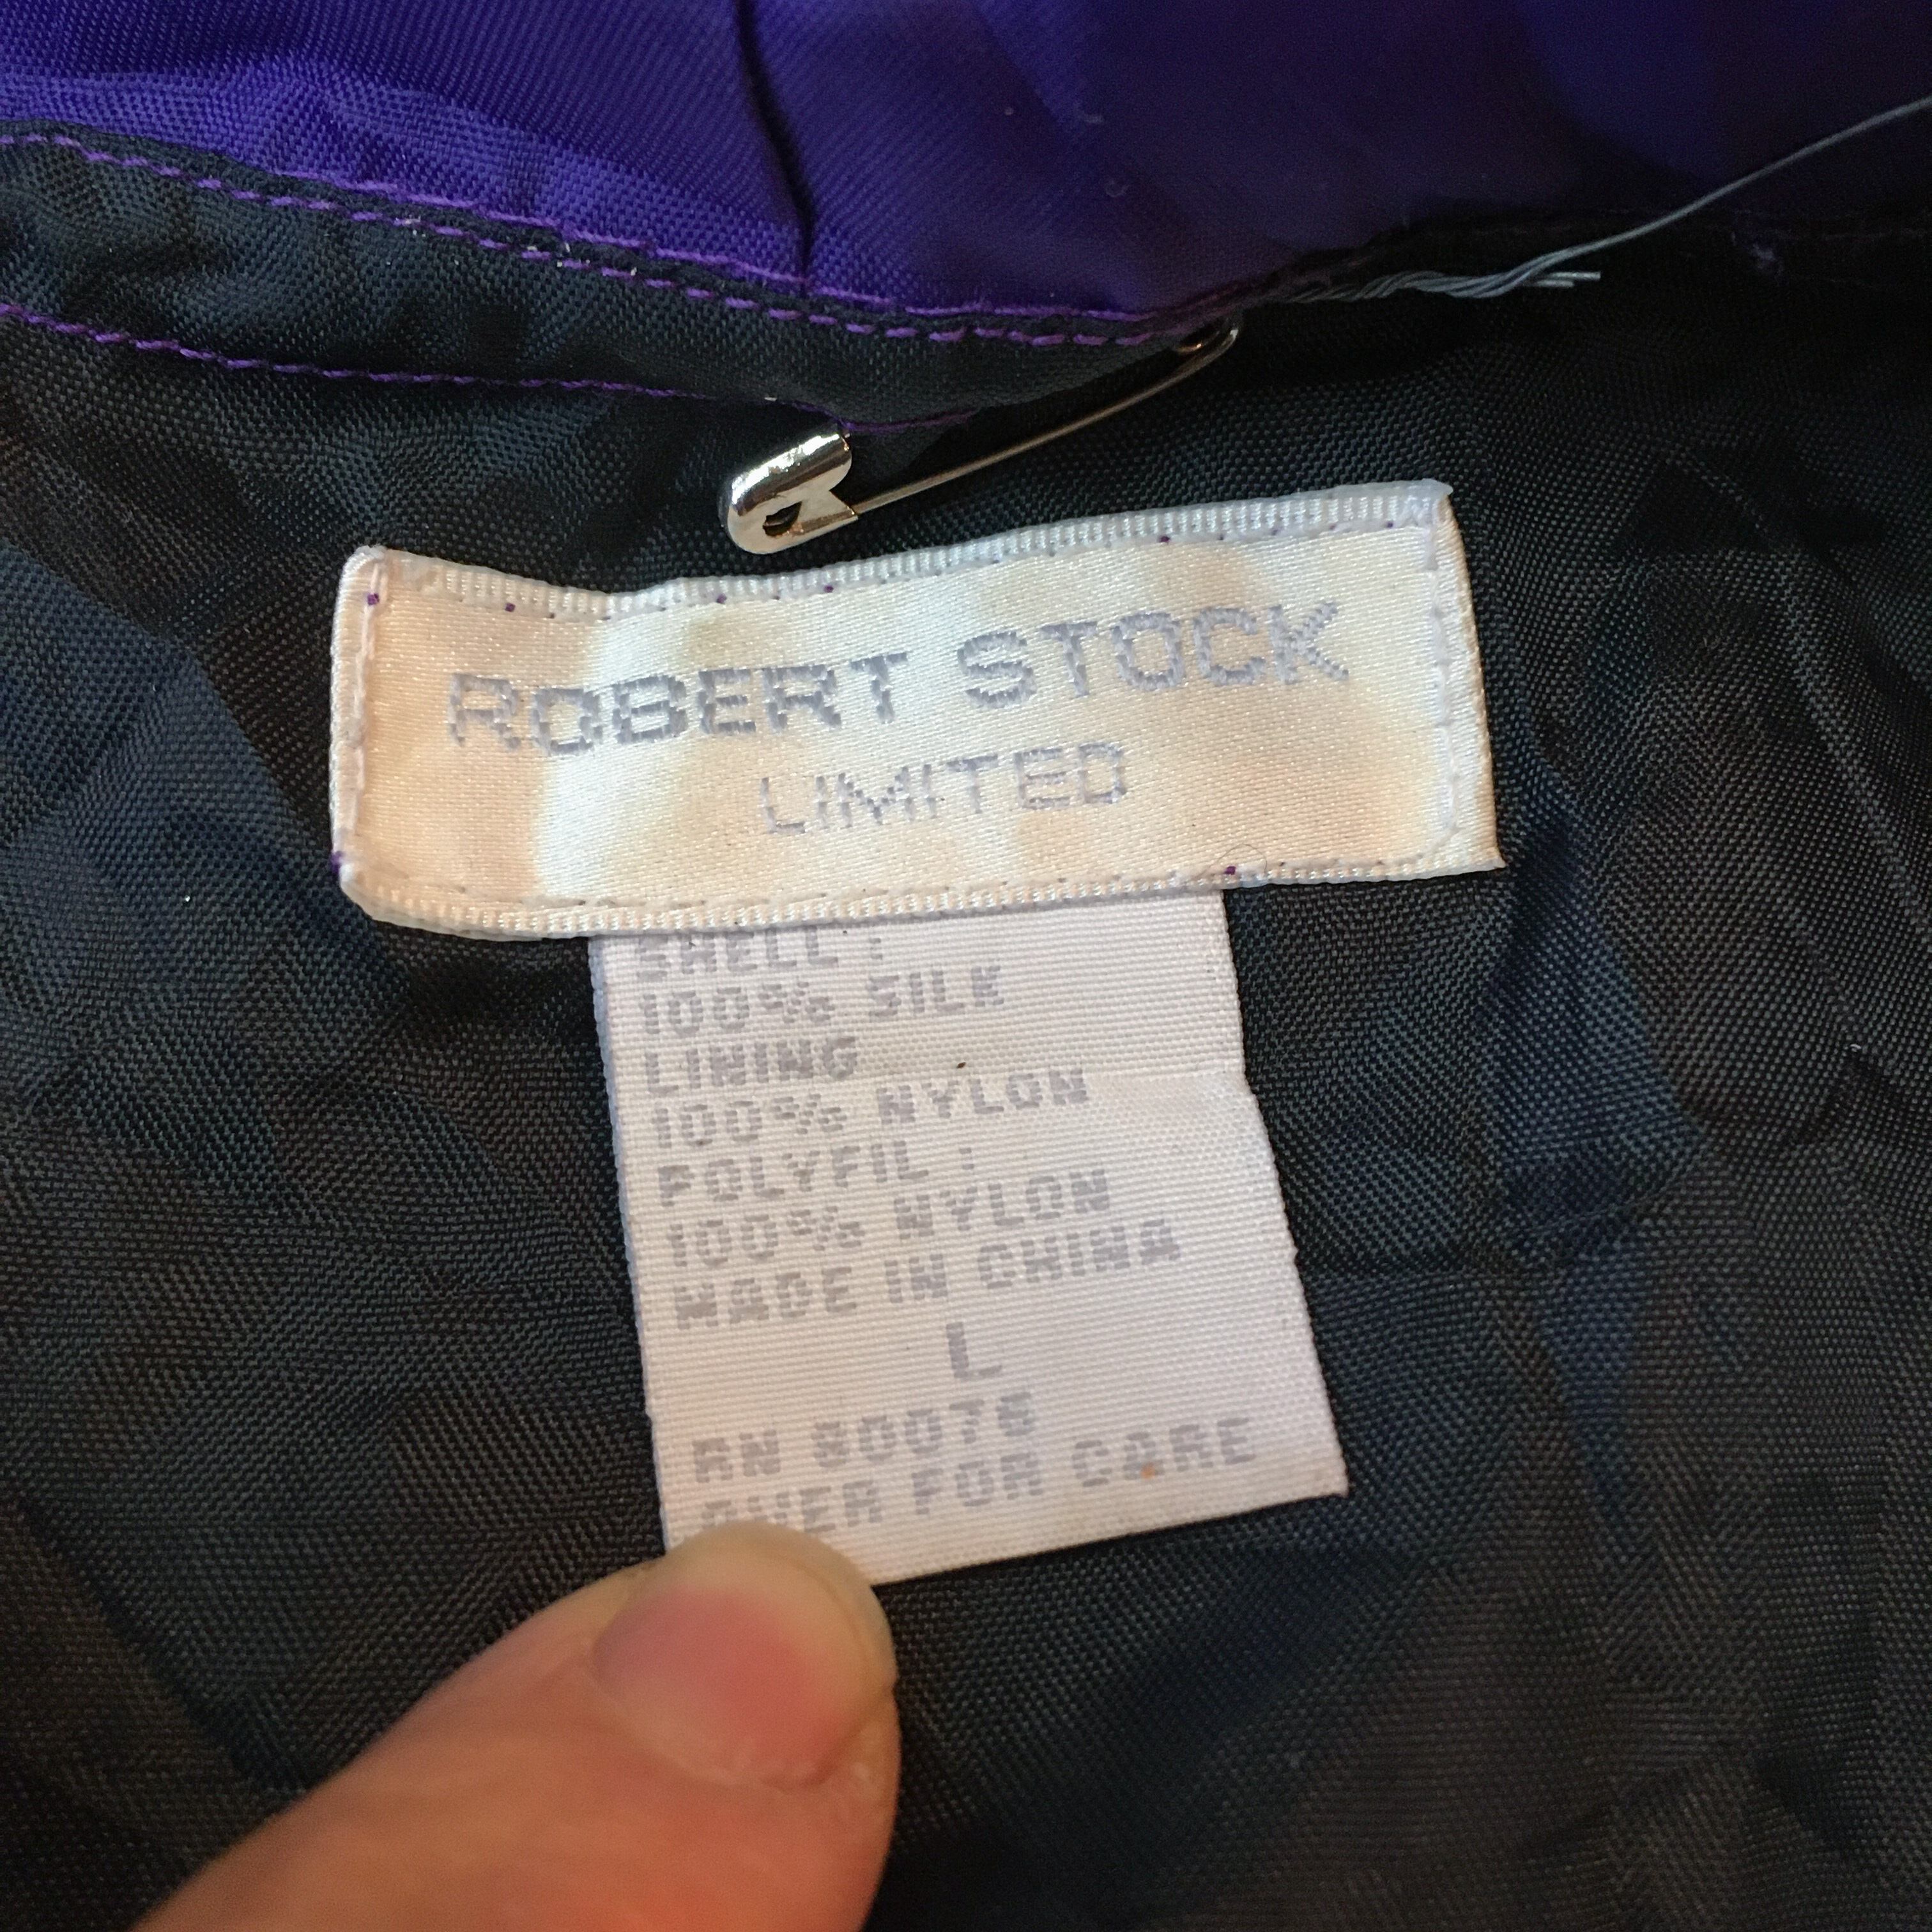 ROBERT STOCK
LIMITED
SHELL :
100% SILK
LINING
100% NYLON
POLYFIL :
100% NYLON
MADE IN CHINA
L
RN 80078
OVER FOR CARE